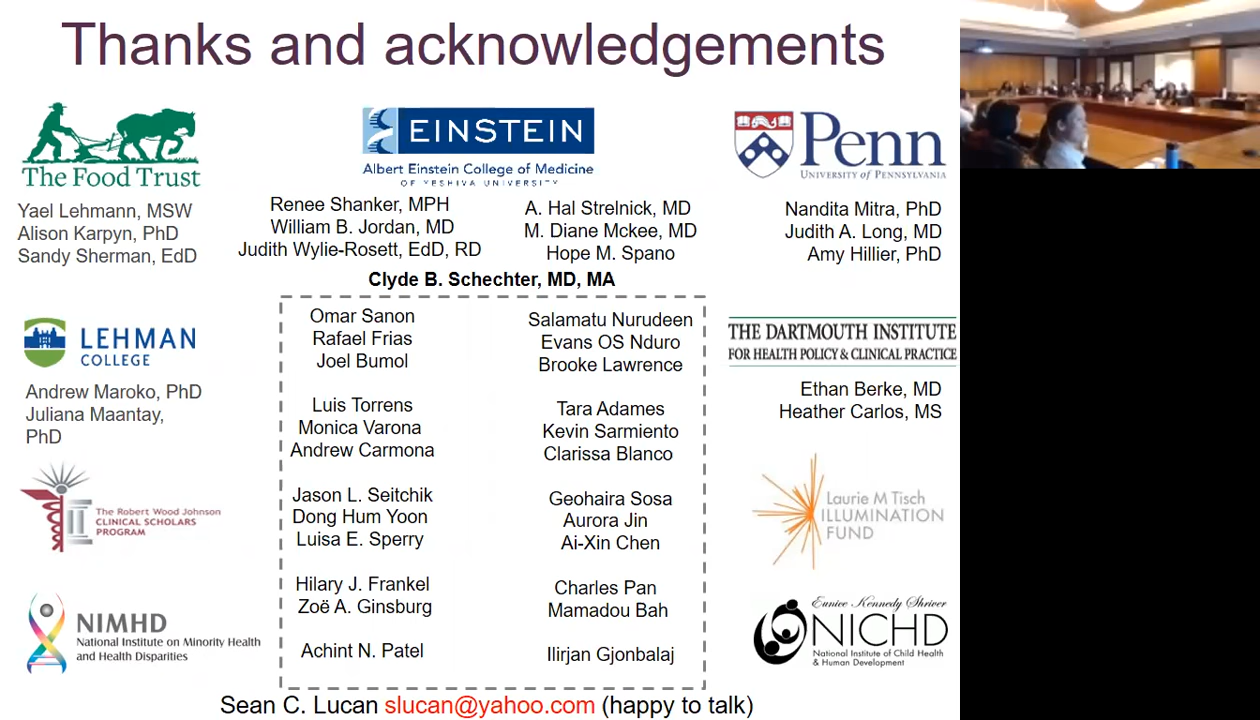 Thanks and acknowledgements
The Food Trust
Yael Lehmann, MSW
Alison Karpyn, PhD
Sandy Sherman, EdD
EINSTEIN
Albert Einstein College of Medicine
OF YESHIVA UNIVERSITY
Renee Shanker, MPH
William B. Jordan, MD
Judith Wylie-Rosett, EdD, RD
A. Hal Strelnick, MD
M. Diane Mckee, MD
Hope M. Spano
Clyde B. Schechter, MD, MA
Penn
UNIVERSITY OF PENNSYLVANIA
Nandita Mitra, PhD
Judith A. Long, MD
Amy Hillier, PhD
LEHMAN
COLLEGE
Andrew Maroko, PhD
Juliana Maantay,
PhD
Omar Sanon
Rafael Frias
Joel Bumol
Luis Torrens
Monica Varona
Andrew Carmona
Jason L. Seitchik
Dong Hum Yoon
Luisa E. Sperry
Hilary J. Frankel
Zoë A. Ginsburg
Achint N. Patel
Salamatu Nurudeen
Evans OS Nduro
Brooke Lawrence
Tara Adames
Kevin Sarmiento
Clarissa Blanco
Geohaira Sosa
Aurora Jin
Ai-Xin Chen
Charles Pan
Mamadou Bah
Ilirjan Gjonbalaj
THE DARTMOUTH INSTITUTE
FOR HEALTH POLICY & CLINICAL PRACTICE
Ethan Berke, MD
Heather Carlos, MS
The Robert Wood Johnson
CLINICAL SCHOLARS
PROGRAM
Laurie M Tisch
ILLUMINATION
FUND
NIMHD
National Institute on Minority Health
and Health Disparities
Eunice Kennedy Shriver
NICHD
National Institute of Child Health
& Human Development
Sean C. Lucan slucan@yahoo.com (happy to talk)